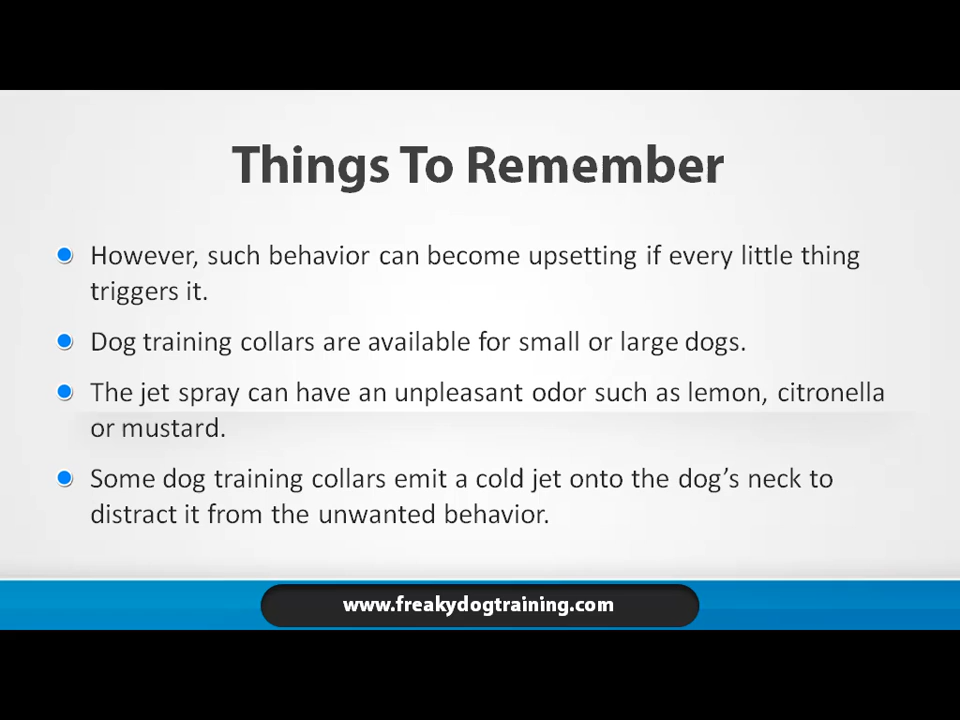 Things To Remember
However, such behavior can become upsetting if every little thing
triggers it.
Dog training collars are available for small or large dogs.
The jet spray can have an unpleasant odor such as lemon, citronella
or mustard.
Some dog training collars emit a cold jet onto the dog’s neck to
distract it from the unwanted behavior.
www.freakydogtraining.com